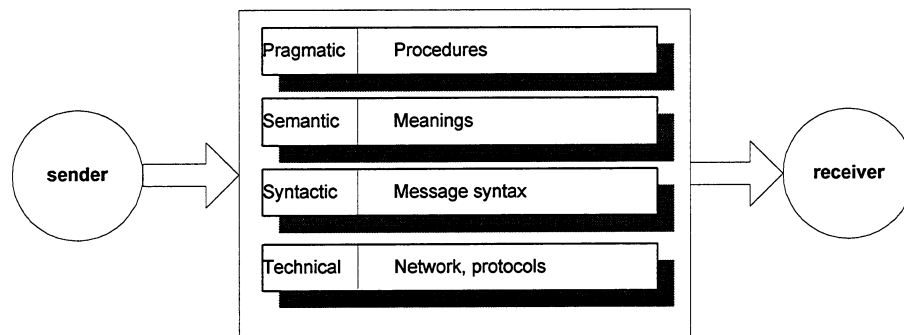 Pragmatic Procedures
Semantic Meanings
sender
Syntactic Message syntax
receiver
Technical Network, protocols